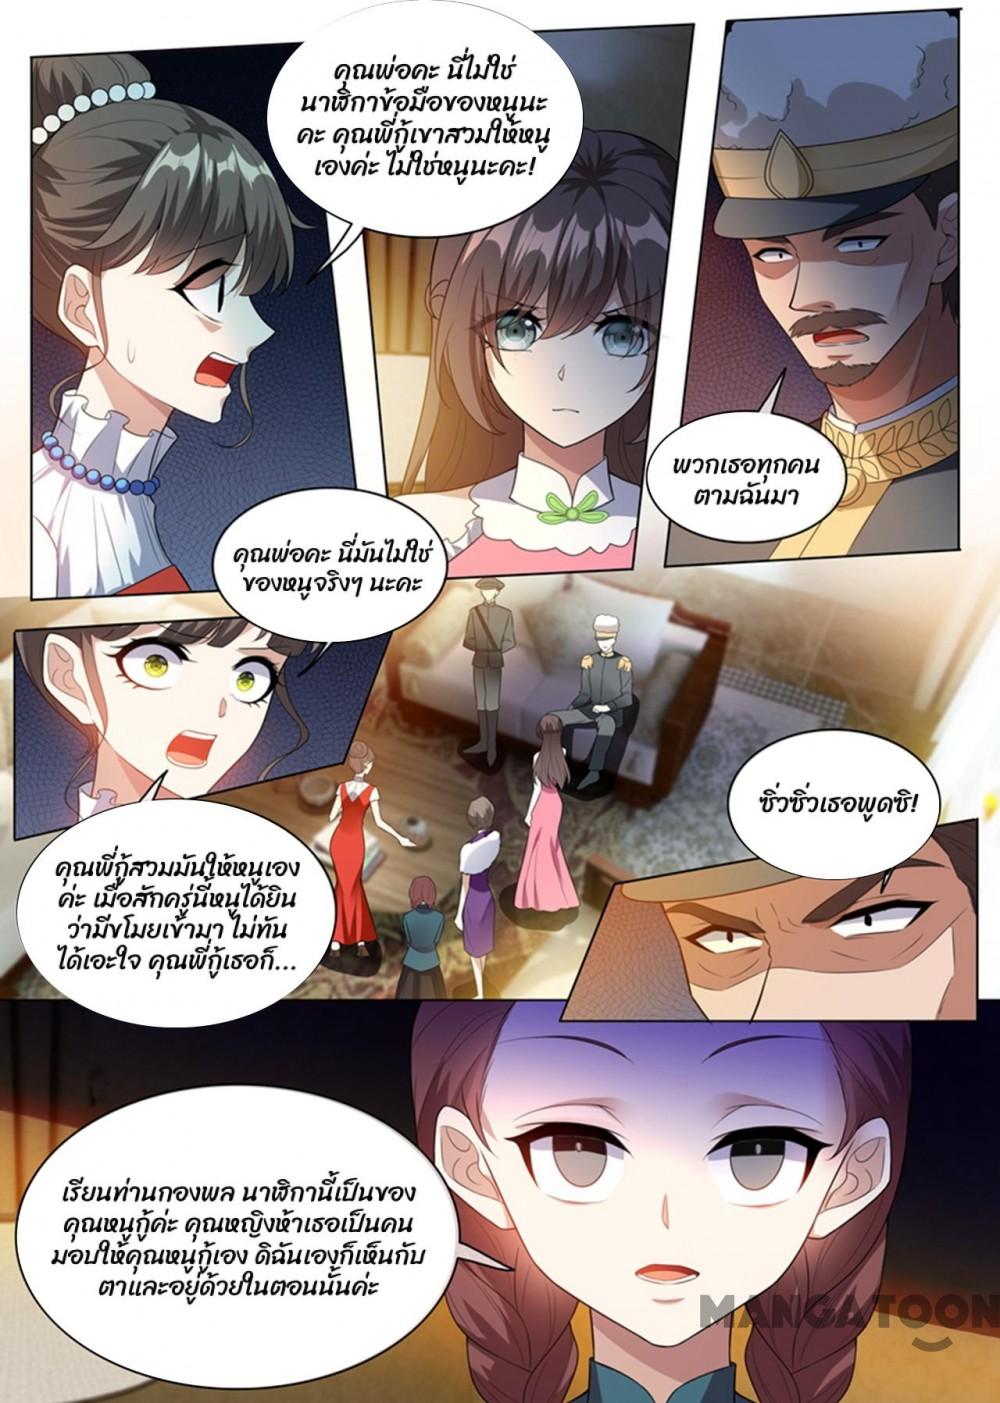 คุณพ่อคะ นี่ไม่ใช่
นาฬิกาข้อมือของหนูนะ
คะ คุณพี่กู้เขาสวมให้หนู
เองค่ะ ไม่ใช่หนูนะคะ!
พวกเธอทุกคน
ตามฉันมา
คุณพ่อคะ นี่มันไม่ใช่
ของหนูจริงๆ นะคะ
คุณพี่กู้สวมมันให้หนูเอง
ค่ะ เมื่อสักครู่นี้หนูได้ยิน
ว่ามีขโมยเข้ามา ไม่ทัน
ได้เอะใจ คุณพี่กู้เธอก็...
ซิ่วซิ่วเธอพูดซิ!
เรียนท่านกองพล นาฬิกานี้เป็นของ
คุณหนูกู้ค่ะ คุณหญิงห้าเธอเป็นคน
มอบให้คุณหนูกู้เอง ดิฉันเองก็เห็นกับ
ตาและอยู่ด้วยในตอนนั้นค่ะ
MANGATOON